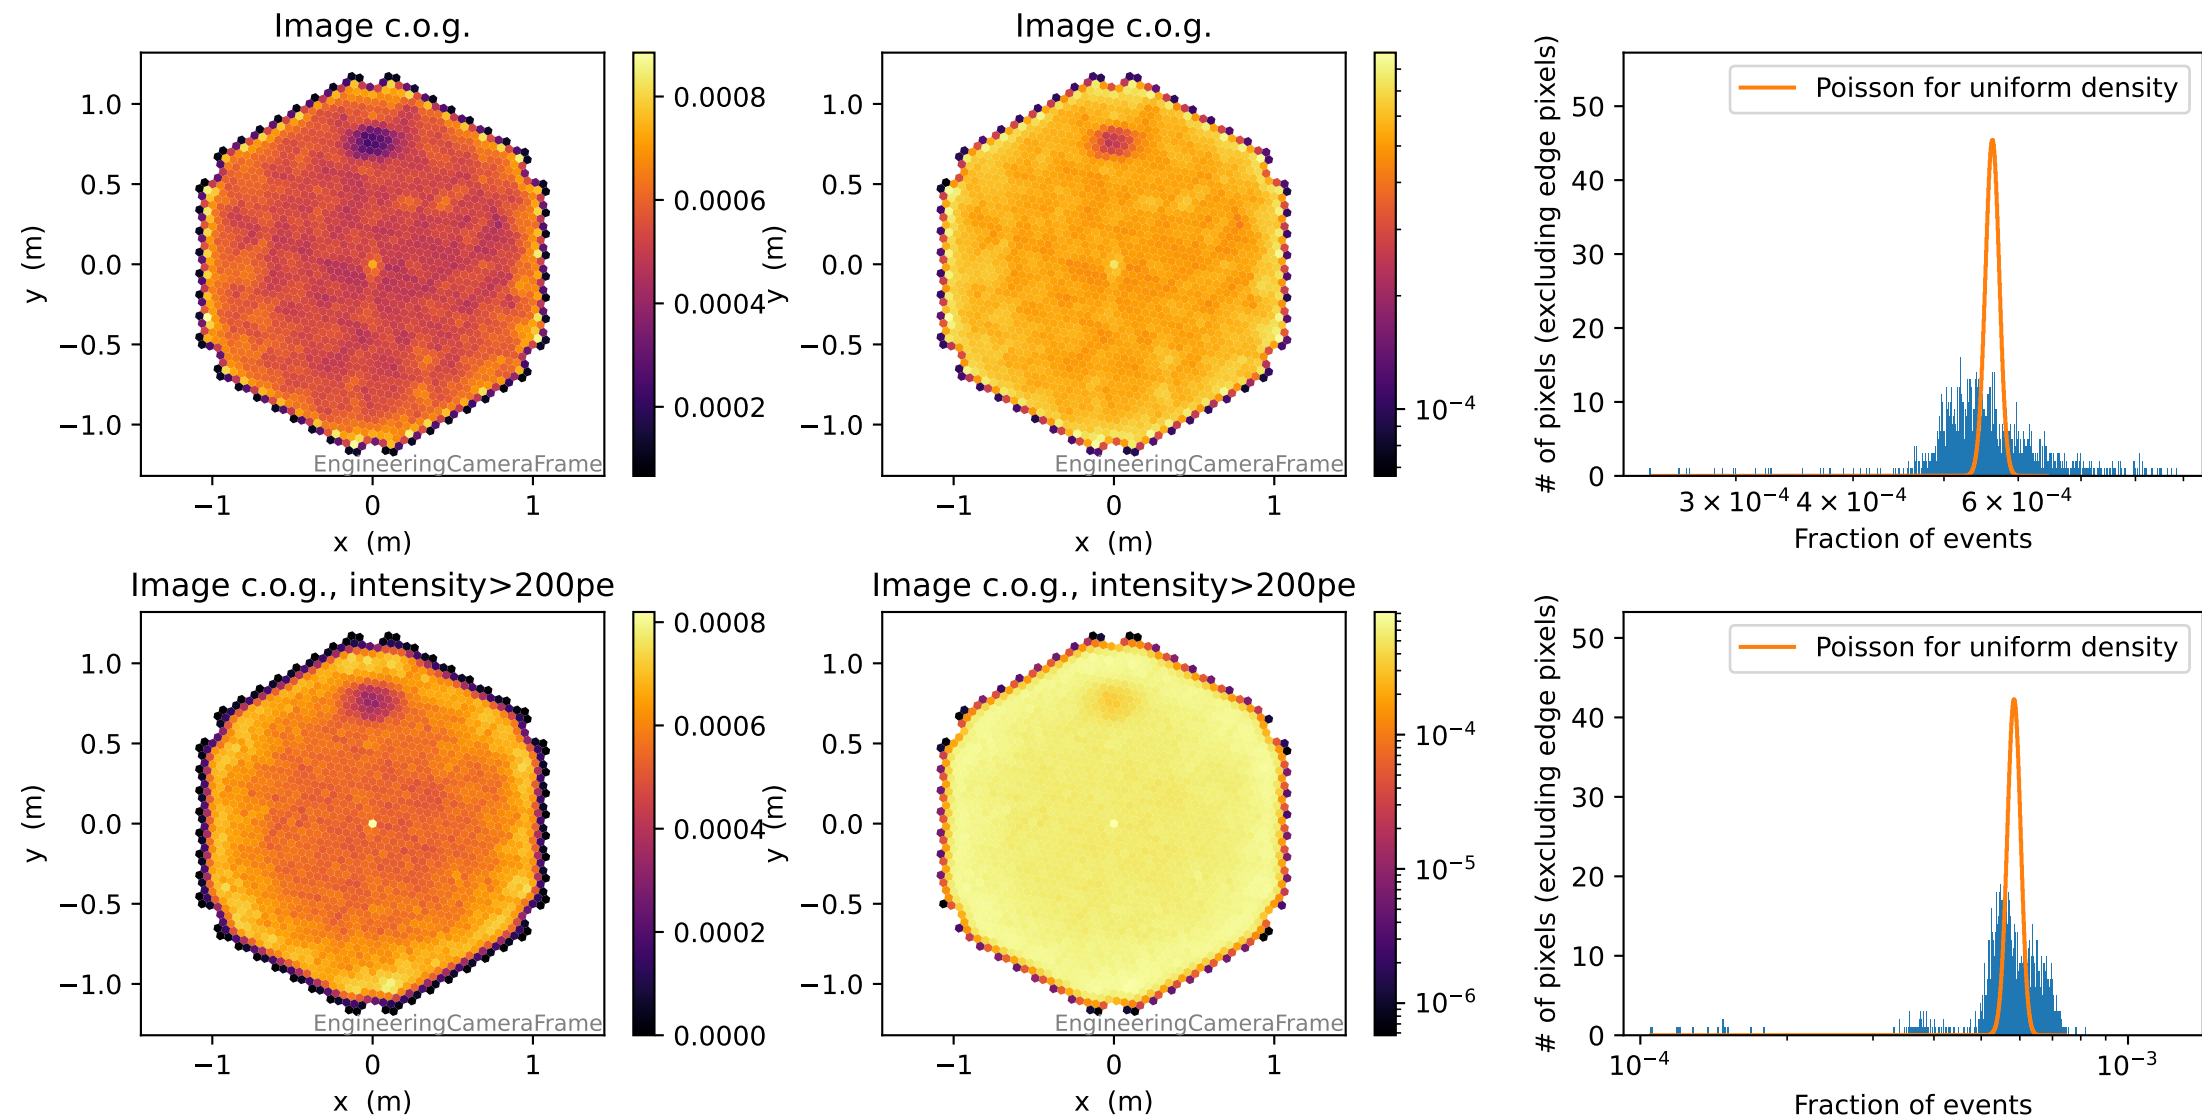 Image c.o.g.
1.0
0.5
0.0
−0.5
−1.0
y (m)
−1
0
1
x (m)
EngineeringCameraFrame
0.0008
0.0006
0.0004
0.0002
Image c.o.g.
1.0
0.5
0.0
−0.5
−1.0
y (m)
−1
0
1
x (m)
EngineeringCameraFrame
10⁻⁴
# of pixels (excluding edge pixels)
50
40
30
20
10
0
Poisson for uniform density
3 × 10⁻⁴ 4 × 10⁻⁴ 6 × 10⁻⁴
Fraction of events
Image c.o.g., intensity>200pe
1.0
0.5
0.0
−0.5
−1.0
y (m)
−1
0
1
x (m)
EngineeringCameraFrame
0.0008
0.0006
0.0004
0.0002
0.0000
Image c.o.g., intensity>200pe
1.0
0.5
0.0
−0.5
−1.0
y (m)
−1
0
1
x (m)
EngineeringCameraFrame
10⁻⁴
10⁻⁵
10⁻⁶
# of pixels (excluding edge pixels)
50
40
30
20
10
0
Poisson for uniform density
10⁻⁴
10⁻³
Fraction of events